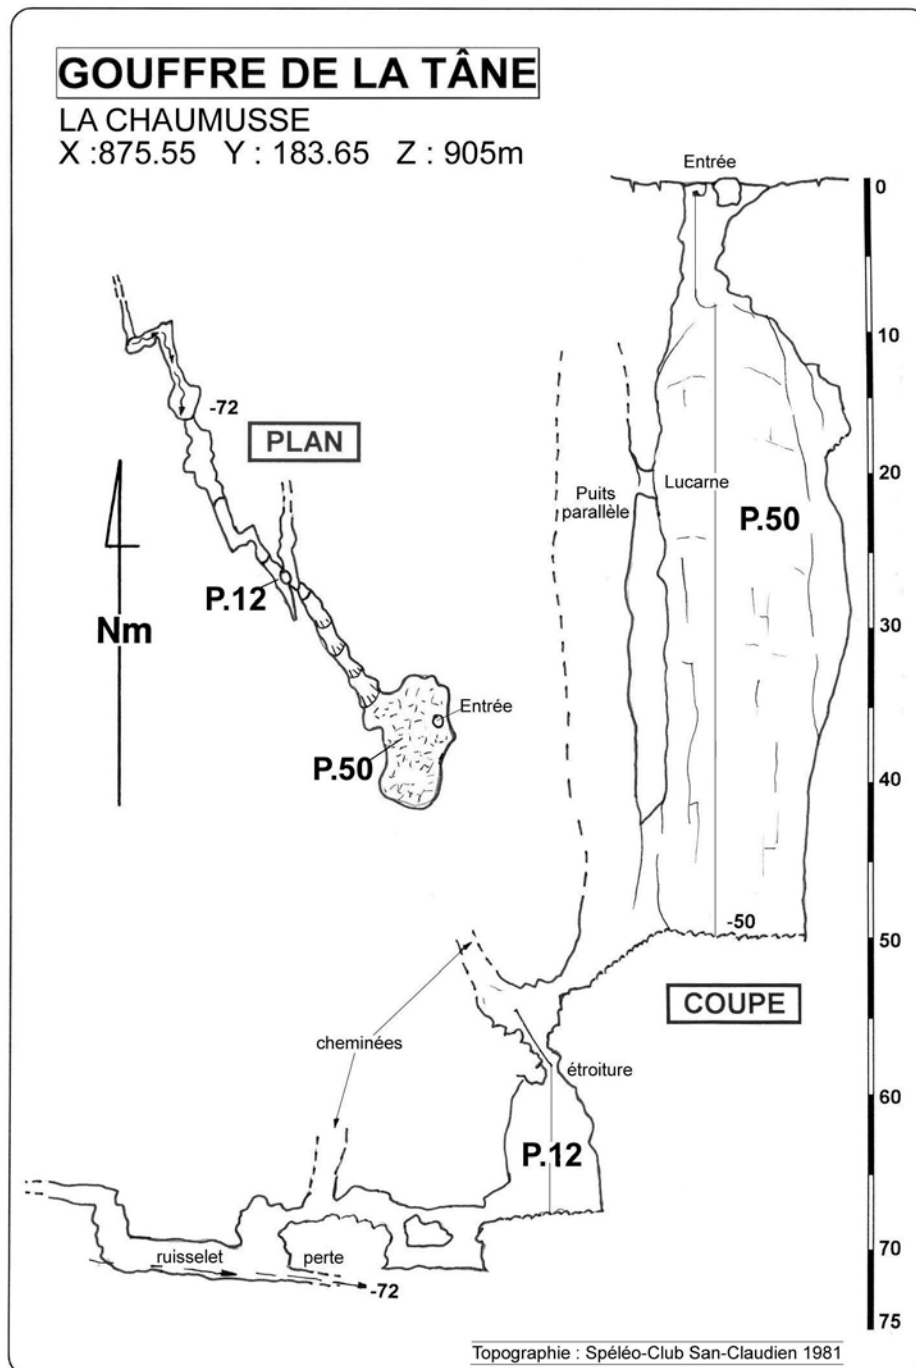 GOUFFRE DE LA TÂNE
LA CHAUMUSSE
X :875.55 Y : 183.65 Z : 905m
Entrée
0
10
-72
PLAN
20
Puits
parallèle
Lucarne
P.50
P.12
Nm
30
Entrée
P.50
40
-50
50
COUPE
cheminées
étroiture
60
P.12
ruisselet
perte
70
-72
75
Topographie : Spéléo-Club San-Claudien 1981